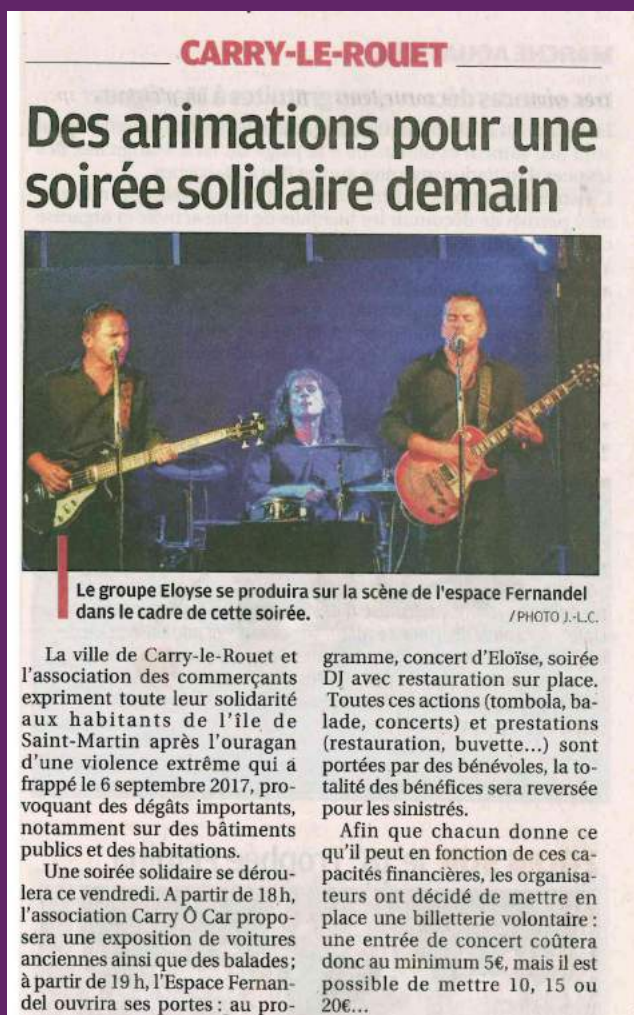 CARRY-LE-ROUET
Des animations pour une
soirée solidaire demain
Le groupe Eloyse se produira sur la scène de l'espace Fernandel
dans le cadre de cette soirée.
/ PHOTO J.-L.C.
La ville de Carry-le-Rouet et
l'association des commerçants
expriment toute leur solidarité
aux habitants de l'île de
Saint-Martin après l'ouragan
d'une violence extrême qui a
frappé le 6 septembre 2017, pro-
voquant des dégâts importants,
notamment sur des bâtiments
publics et des habitations.
Une soirée solidaire se dérou-
lera ce vendredi. A partir de 18h,
l'association Carry Ô Car propo-
sera une exposition de voitures
anciennes ainsi que des balades;
à partir de 19 h, l'Espace Fernan-
del ouvrira ses portes : au pro-
gramme, concert d'Eloïse, soirée
DJ avec restauration sur place.
Toutes ces actions (tombola, ba-
lade, concerts) et prestations
(restauration, buvette...) sont
portées par des bénévoles, la to-
talité des bénéfices sera reversée
pour les sinistrés.
Afin que chacun donne ce
qu'il peut en fonction de ces ca-
pacités financières, les organisa-
teurs ont décidé de mettre en
place une billetterie volontaire :
une entrée de concert coûtera
donc au minimum 5€, mais il est
possible de mettre 10, 15 ou
20€...